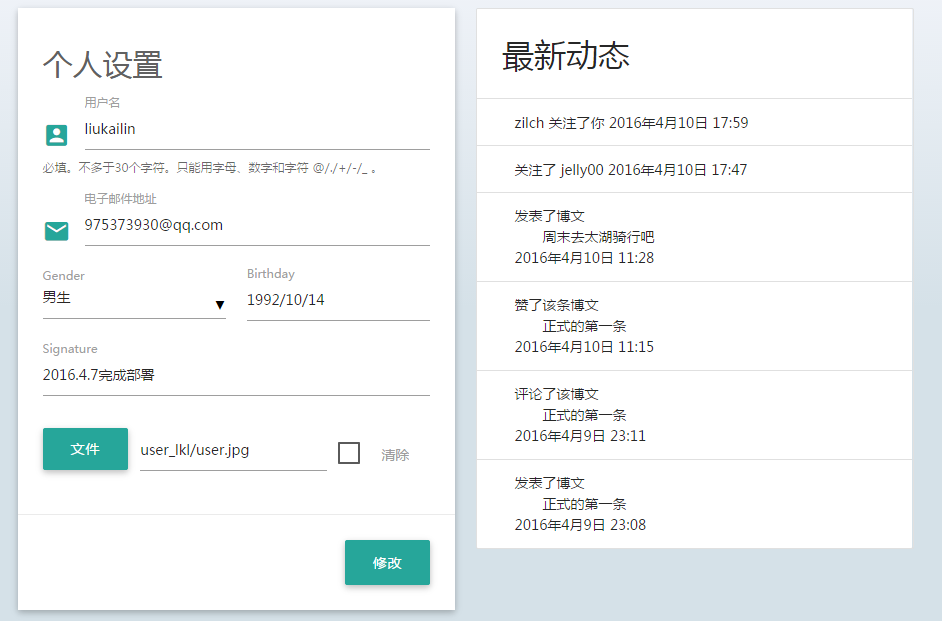 个人设置
用户名
liukailin
必填。不多于30个字符。只能用字母、数字和字符 @/./+/-/_ 。
电子邮件地址
975373930@qq.com
Gender
Birthday
男生
1992/10/14
Signature
2016.4.7完成部署
文件
user_lkl/user.jpg
清除
修改
最新动态
zilch 关注了你 2016年4月10日 17:59
关注了 jelly00 2016年4月10日 17:47
发表了博文
周末去太湖骑行吧
2016年4月10日 11:28
赞了该条博文
正式的第一条
2016年4月10日 11:15
评论了该博文
正式的第一条
2016年4月9日 23:11
发表了博文
正式的第一条
2016年4月9日 23:08